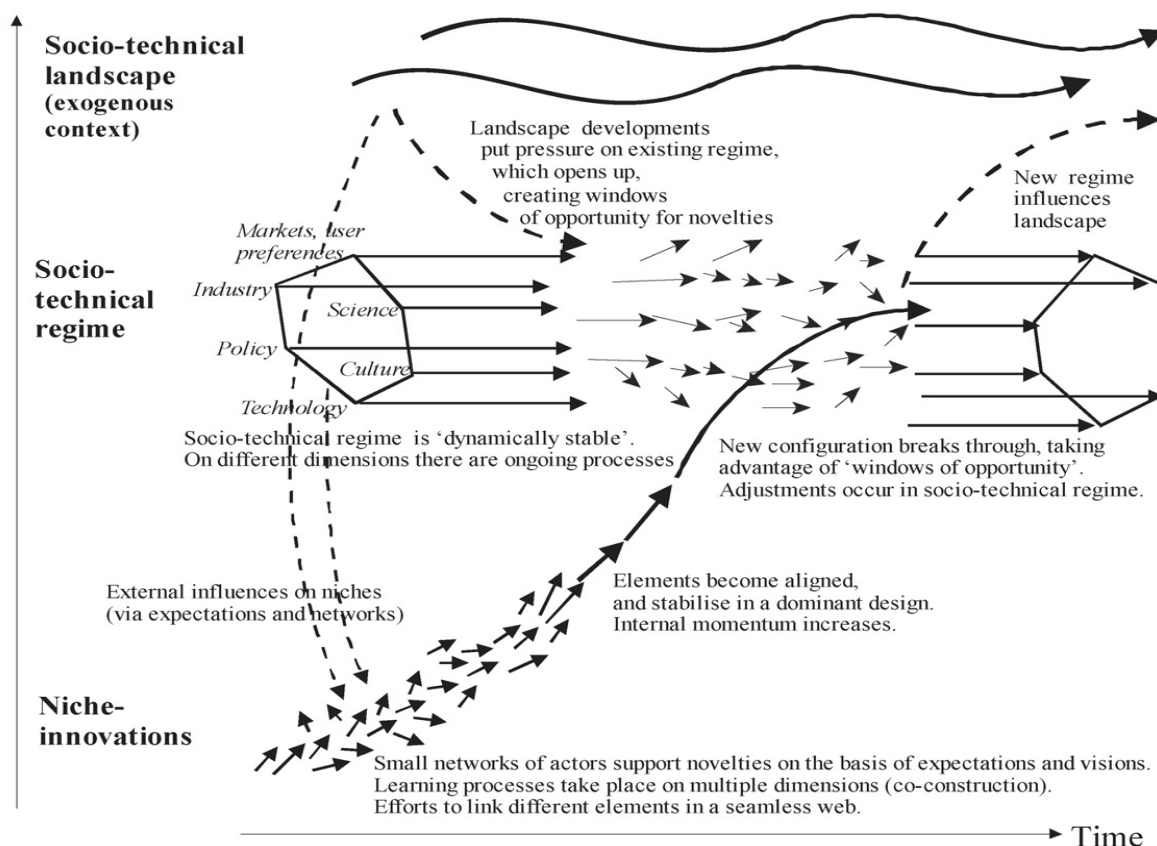 Socio-technical
landscape
(exogenous
context)
Landscape developments
put pressure on existing regime,
which opens up,
creating windows
of opportunity for novelties
New regime
influences
landscape
Markets, user
preferences
Socio-
technical
regime
Industry
Science
Policy
Culture
Technology
Socio-technical regime is ‘dynamically stable’.
On different dimensions there are ongoing processes
New configuration breaks through, taking
advantage of ‘windows of opportunity’.
Adjustments occur in socio-technical regime.
External influences on niches
(via expectations and networks)
Elements become aligned,
and stabilise in a dominant design.
Internal momentum increases.
Niche-
innovations
Small networks of actors support novelties on the basis of expectations and visions.
Learning processes take place on multiple dimensions (co-construction).
Efforts to link different elements in a seamless web.
Time